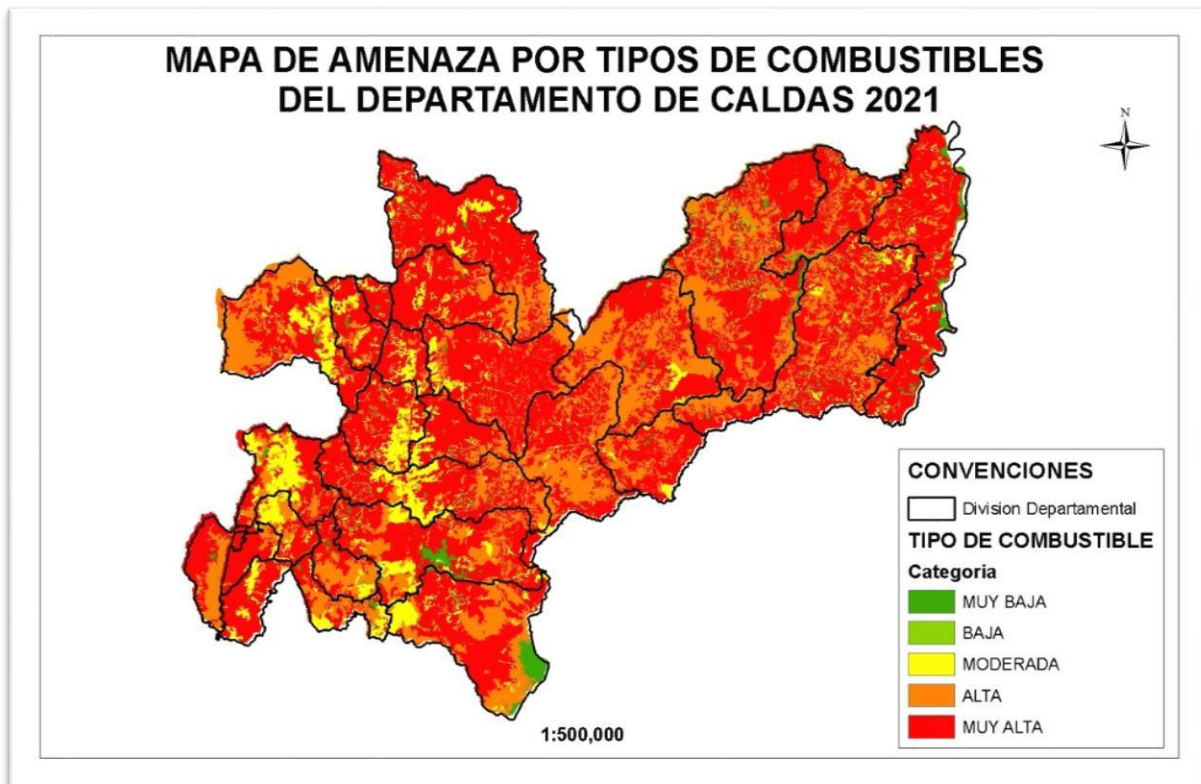 MAPA DE AMENAZA POR TIPOS DE COMBUSTIBLES
DEL DEPARTAMENTO DE CALDAS 2021
N
CONVENCIONES
Division Departamental
TIPO DE COMBUSTIBLE
Categoria
MUY BAJA
BAJA
MODERADA
ALTA
MUY ALTA
1:500,000